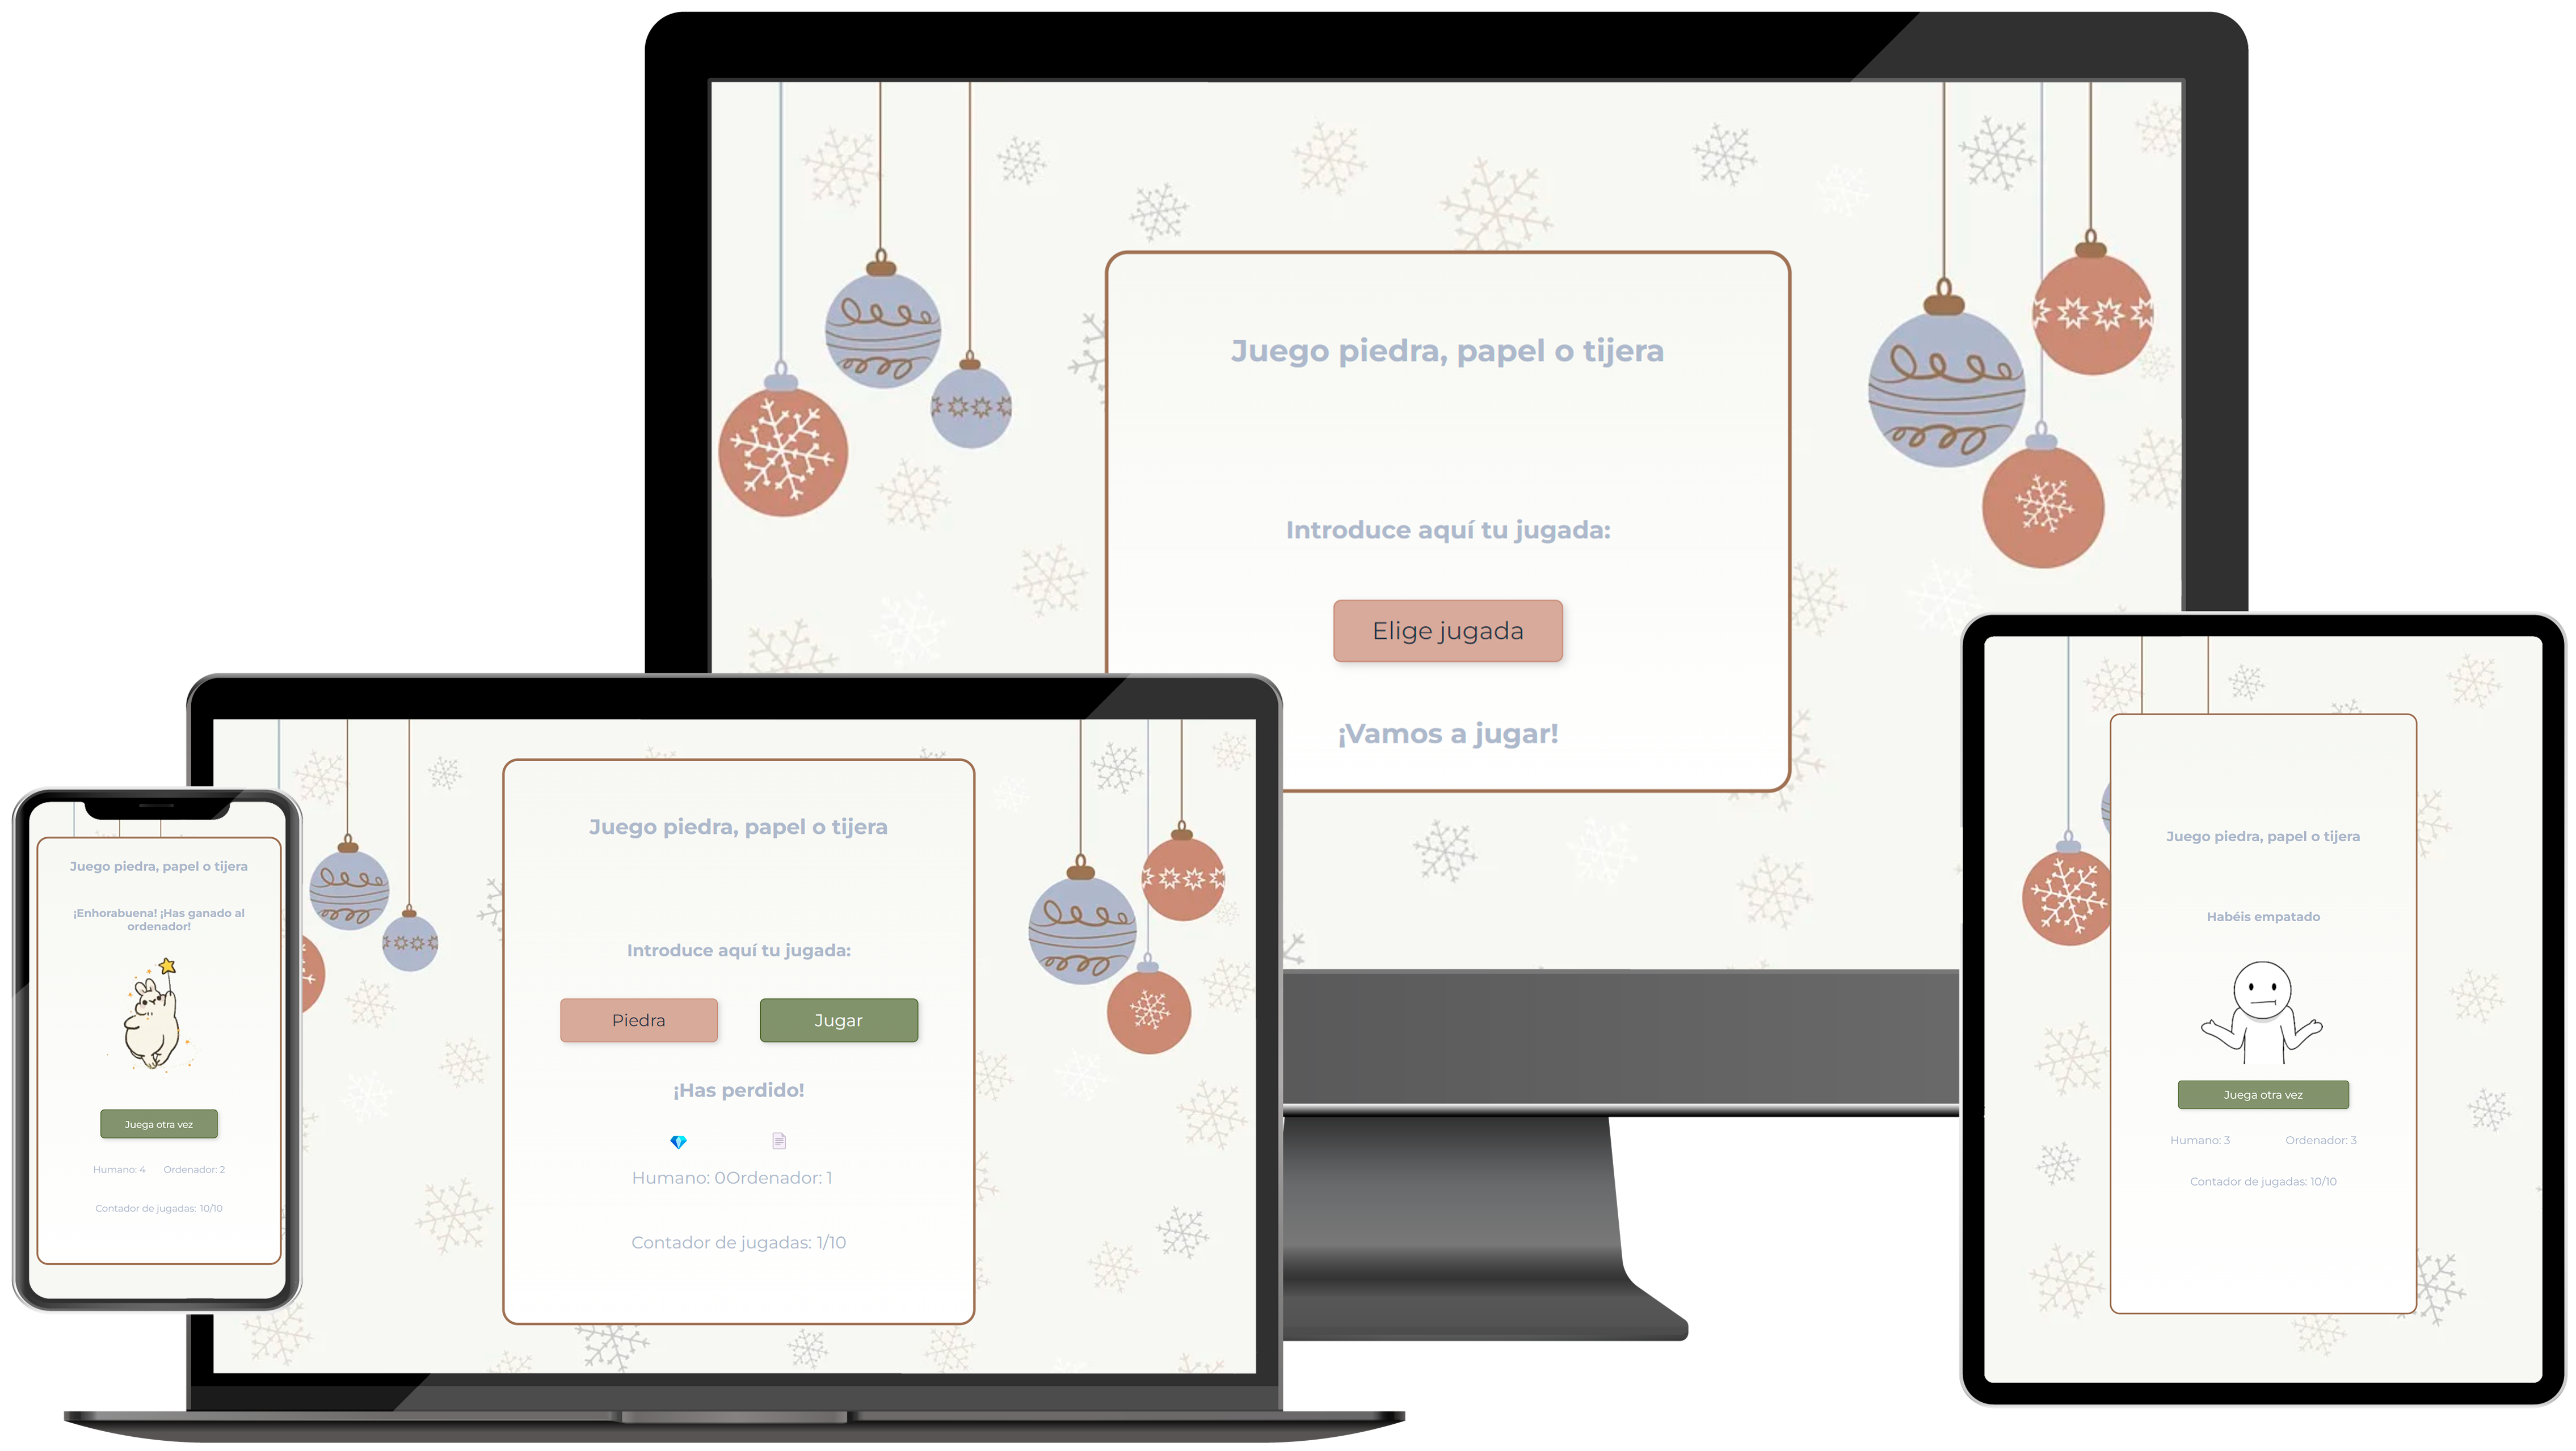 Juego piedra, papel o tijera
Introduce aquí tu jugada:
Elige jugada
¡Vamos a jugar!
Juego piedra, papel o tijera
Introduce aquí tu jugada:
Piedra Jugar
¡Has perdido!
Humano: 0Ordenador: 1
Contador de jugadas: 1/10
Juego piedra, papel o tijera
¡Enhorabuena! ¡Has ganado al
ordenador!
Juega otra vez
Humano: 4 Ordenador: 2
Contador de jugadas: 10/10
Juego piedra, papel o tijera
Habéis empatado
Juega otra vez
Humano: 3 Ordenador: 3
Contador de jugadas: 10/10